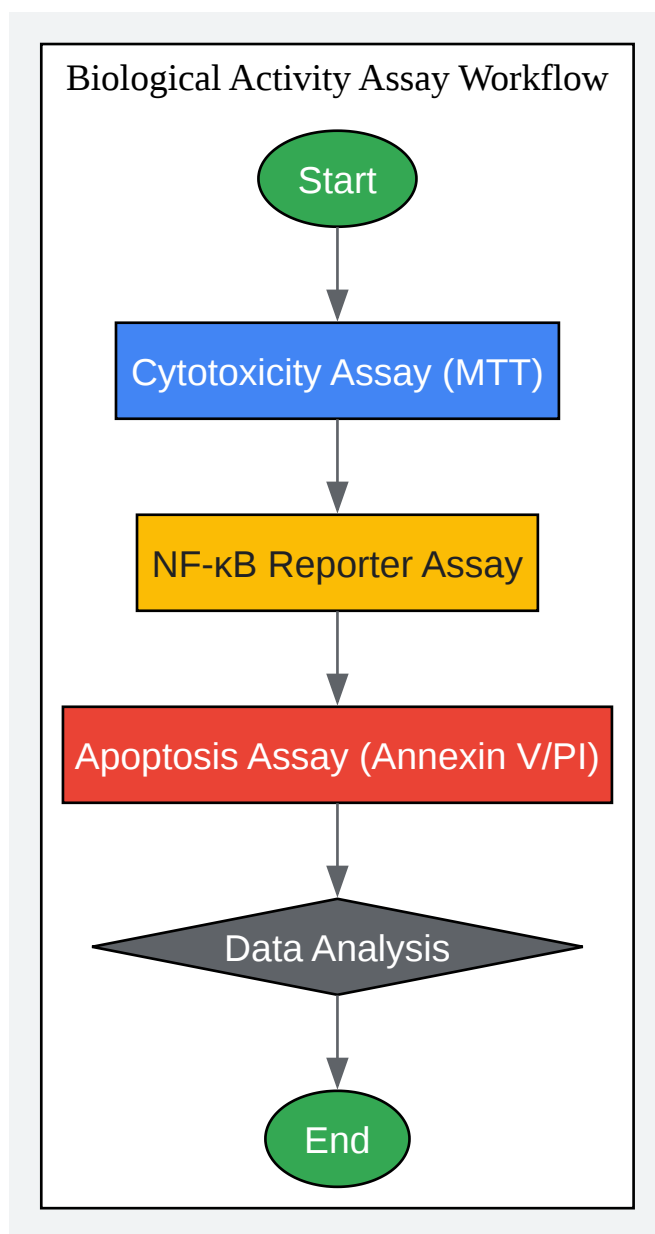 Biological Activity Assay Workflow
Start
Cytotoxicity Assay (MTT)
NF-κB Reporter Assay
Apoptosis Assay (Annexin V/PI)
Data Analysis
End